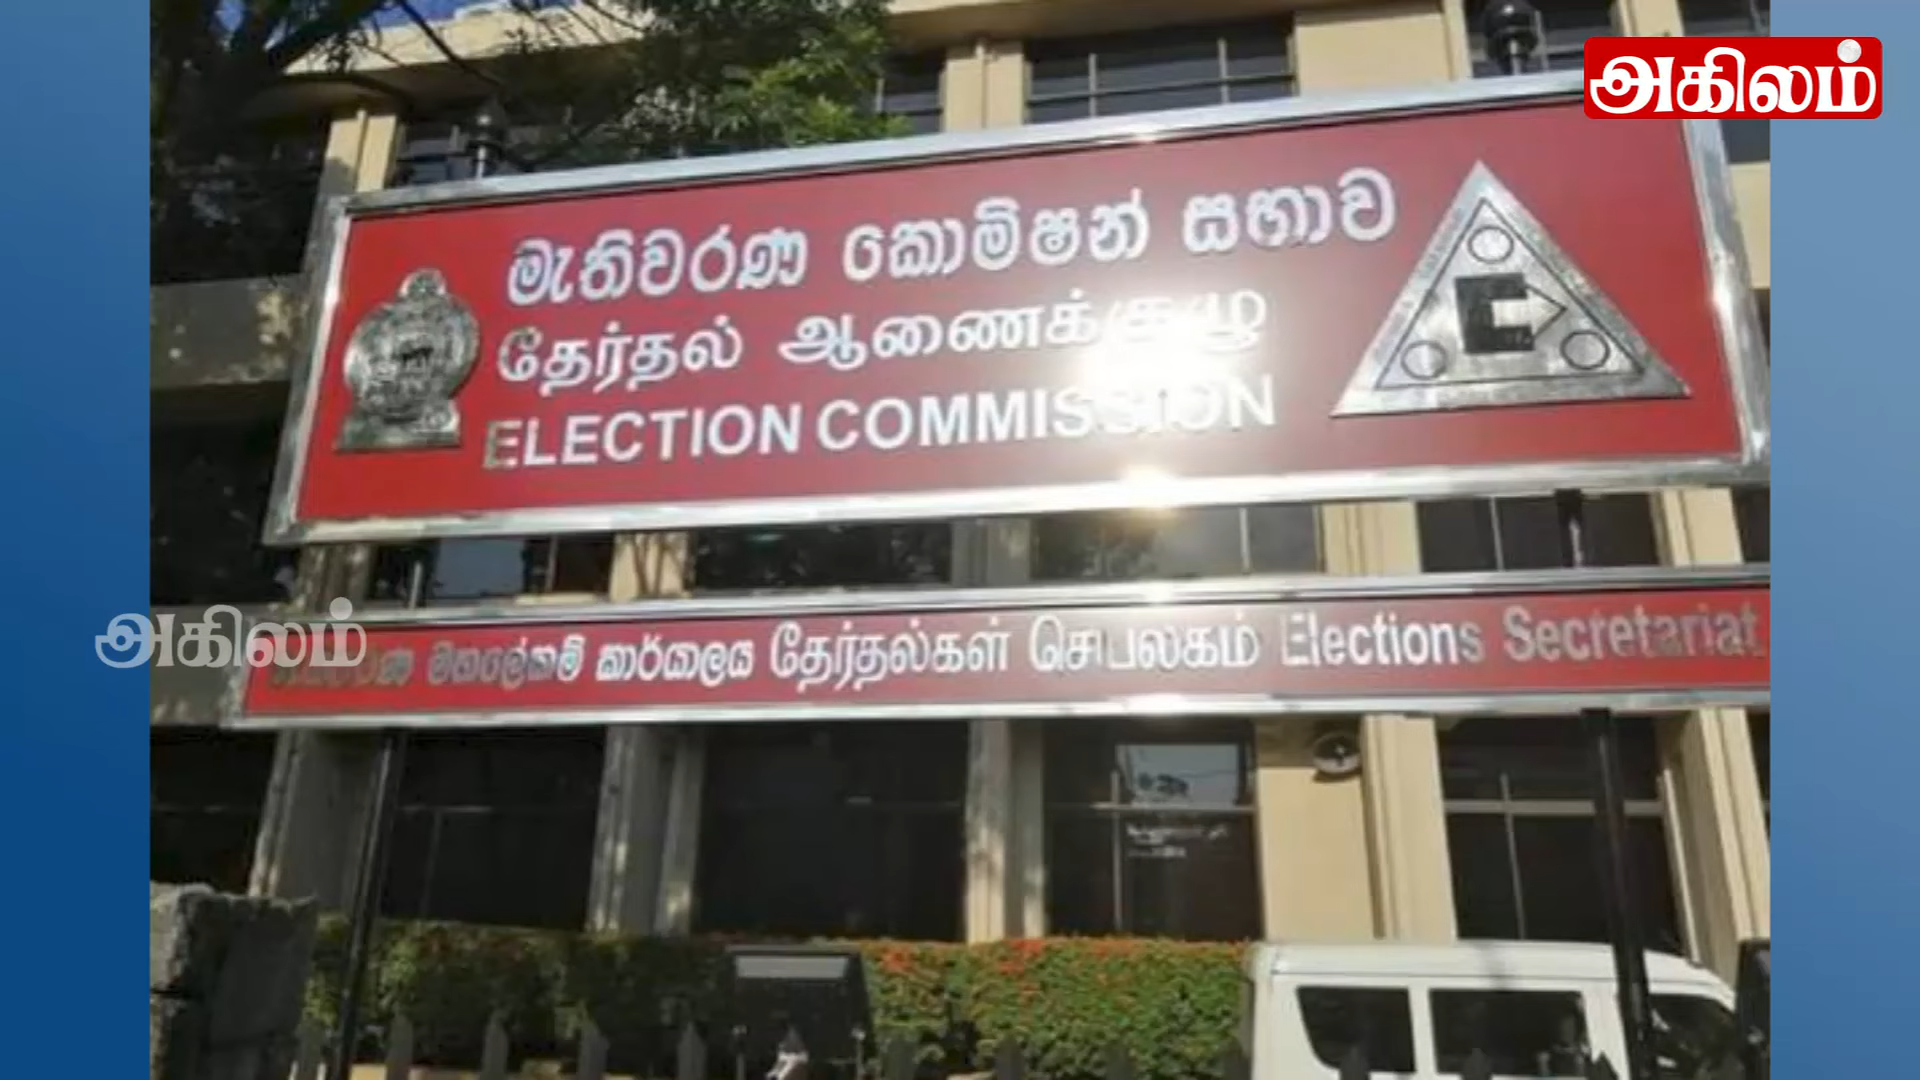 அகிலம்
මැතිවරණ කොමිෂන් සභාව
தேர்தல் ஆணைக்குழு
ELECTION COMMISSION
E
அகிலம்
මහලේකම් කාර්යාලය தேர்தல்கள் செயலகம் Elections Secretariat